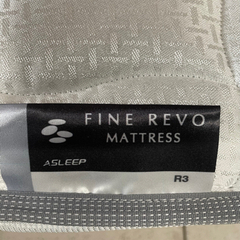 FINE REVO
MATTRESS
ASLEEP
R3